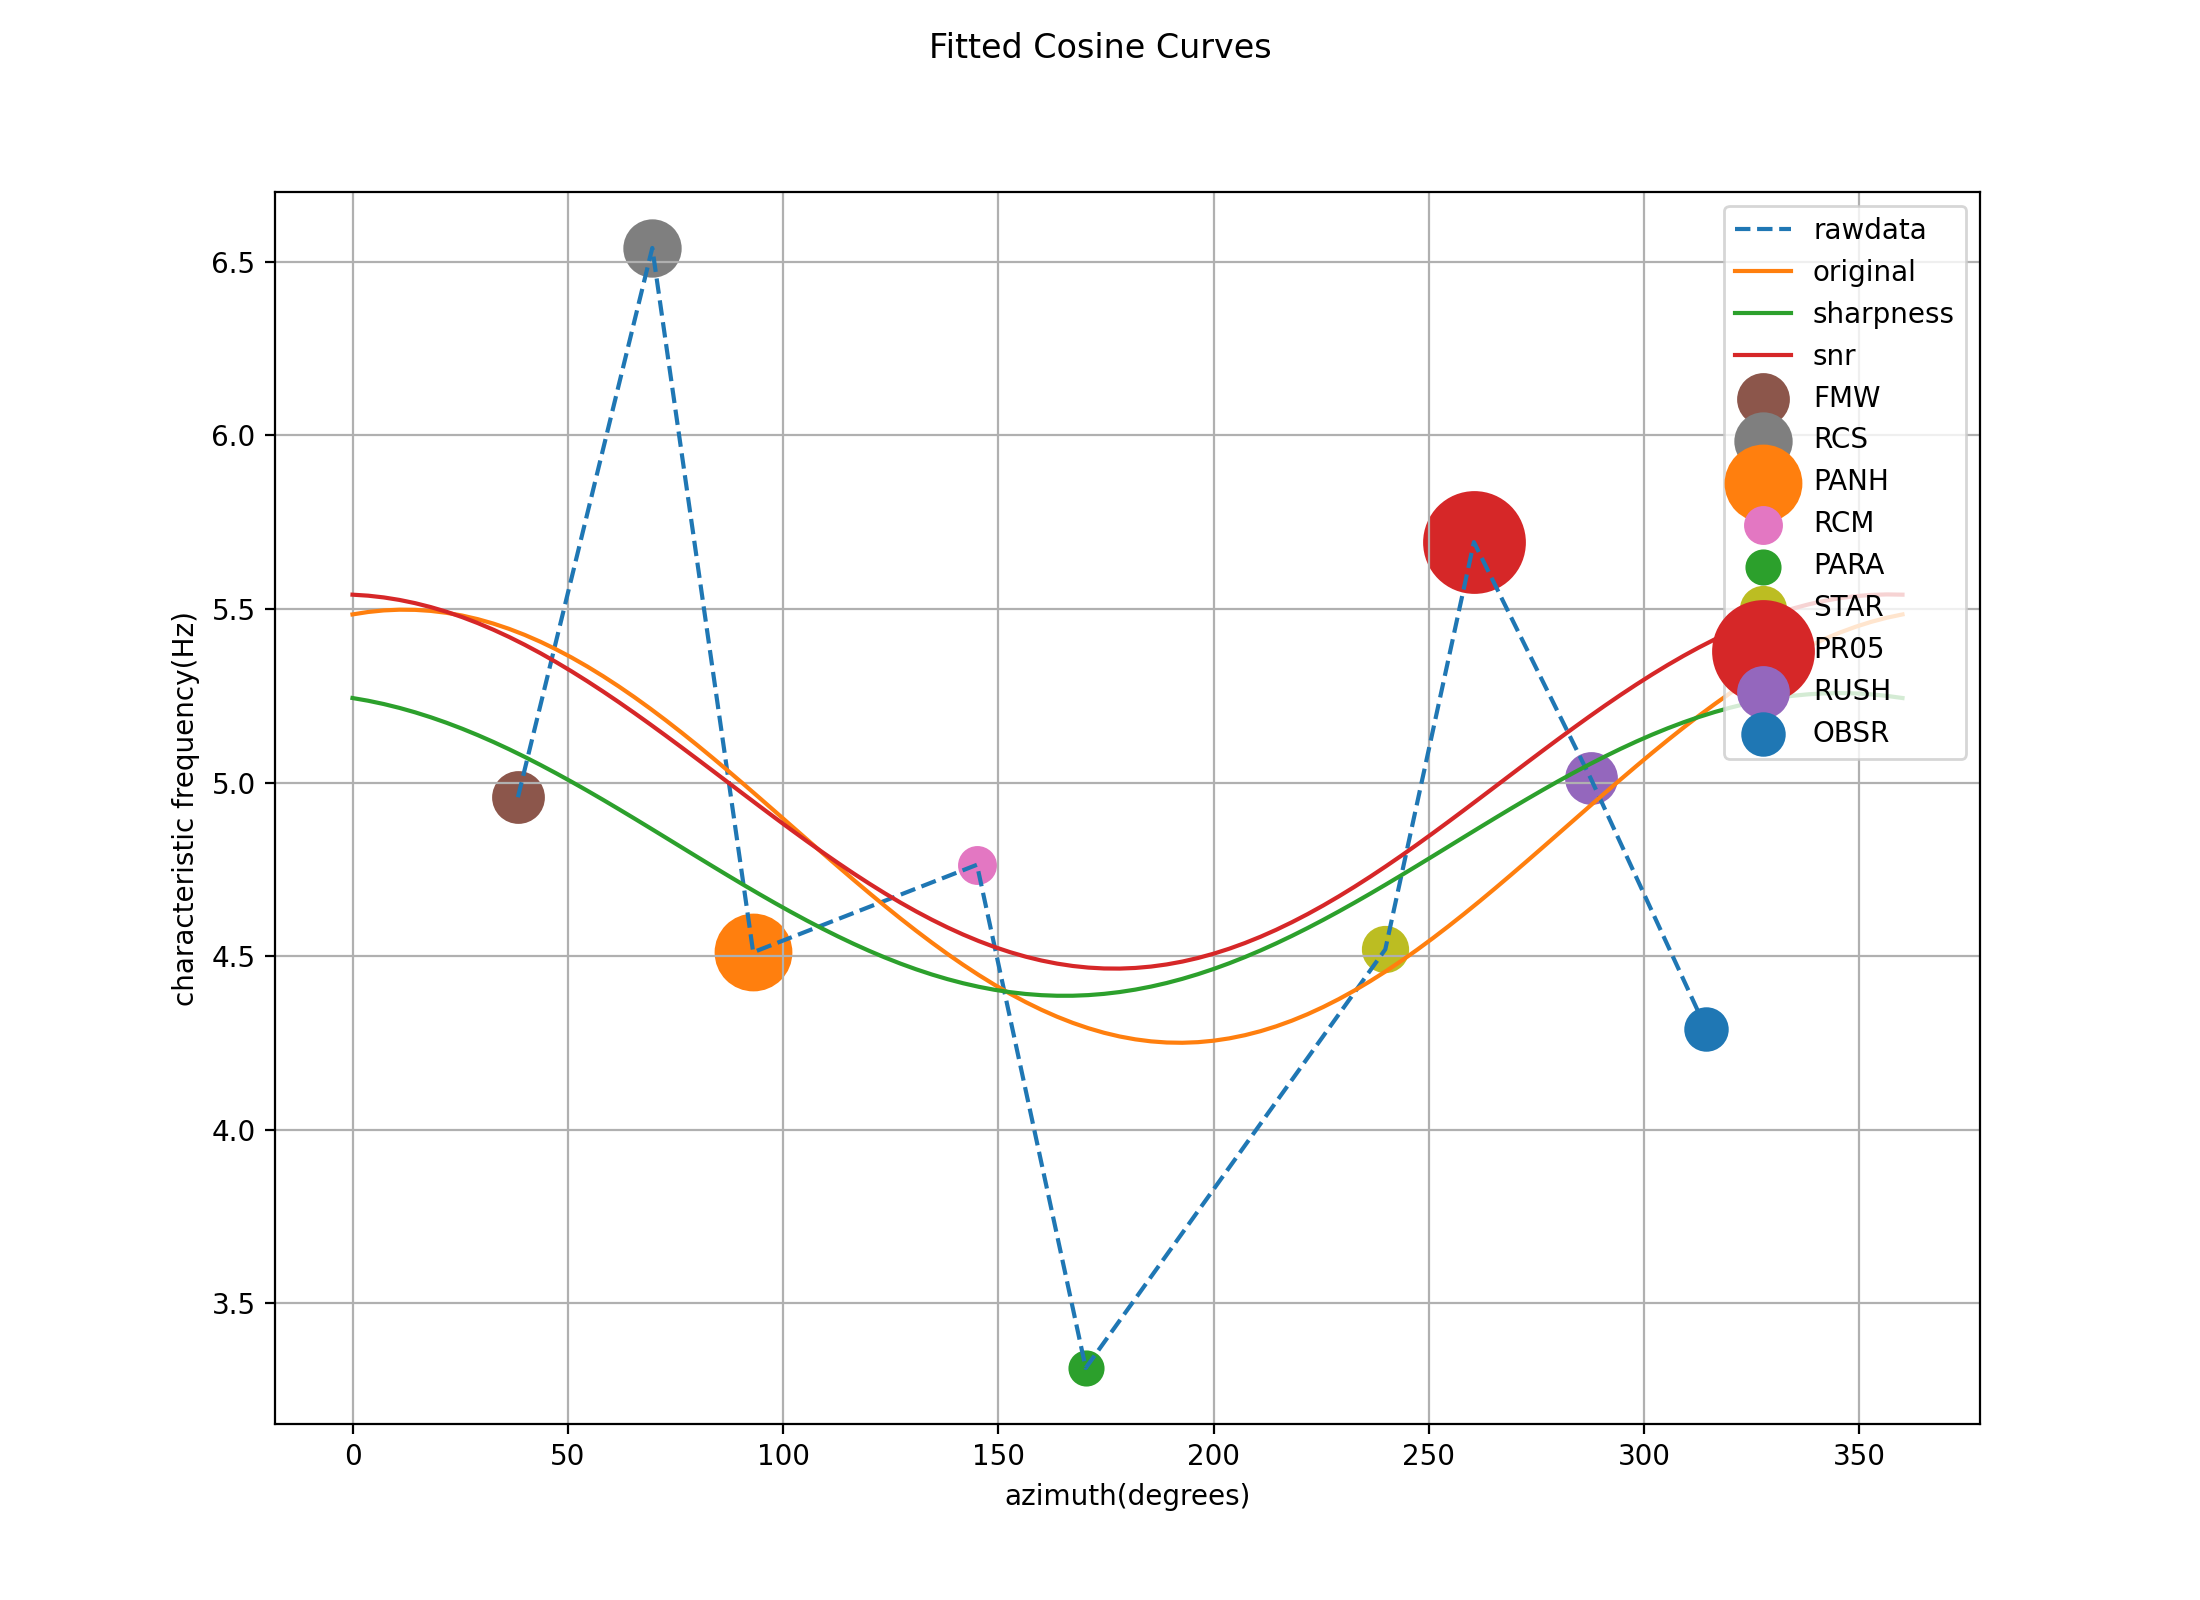 Fitted Cosine Curves
characteristic frequency(Hz)
6.5
6.0
5.5
5.0
4.5
4.0
3.5
rawdata
original
sharpness
snr
FMW
RCS
PANH
RCM
PARA
STAR
PR05
RUSH
OBSR
0 50 100 150 200 250 300 350
azimuth(degrees)